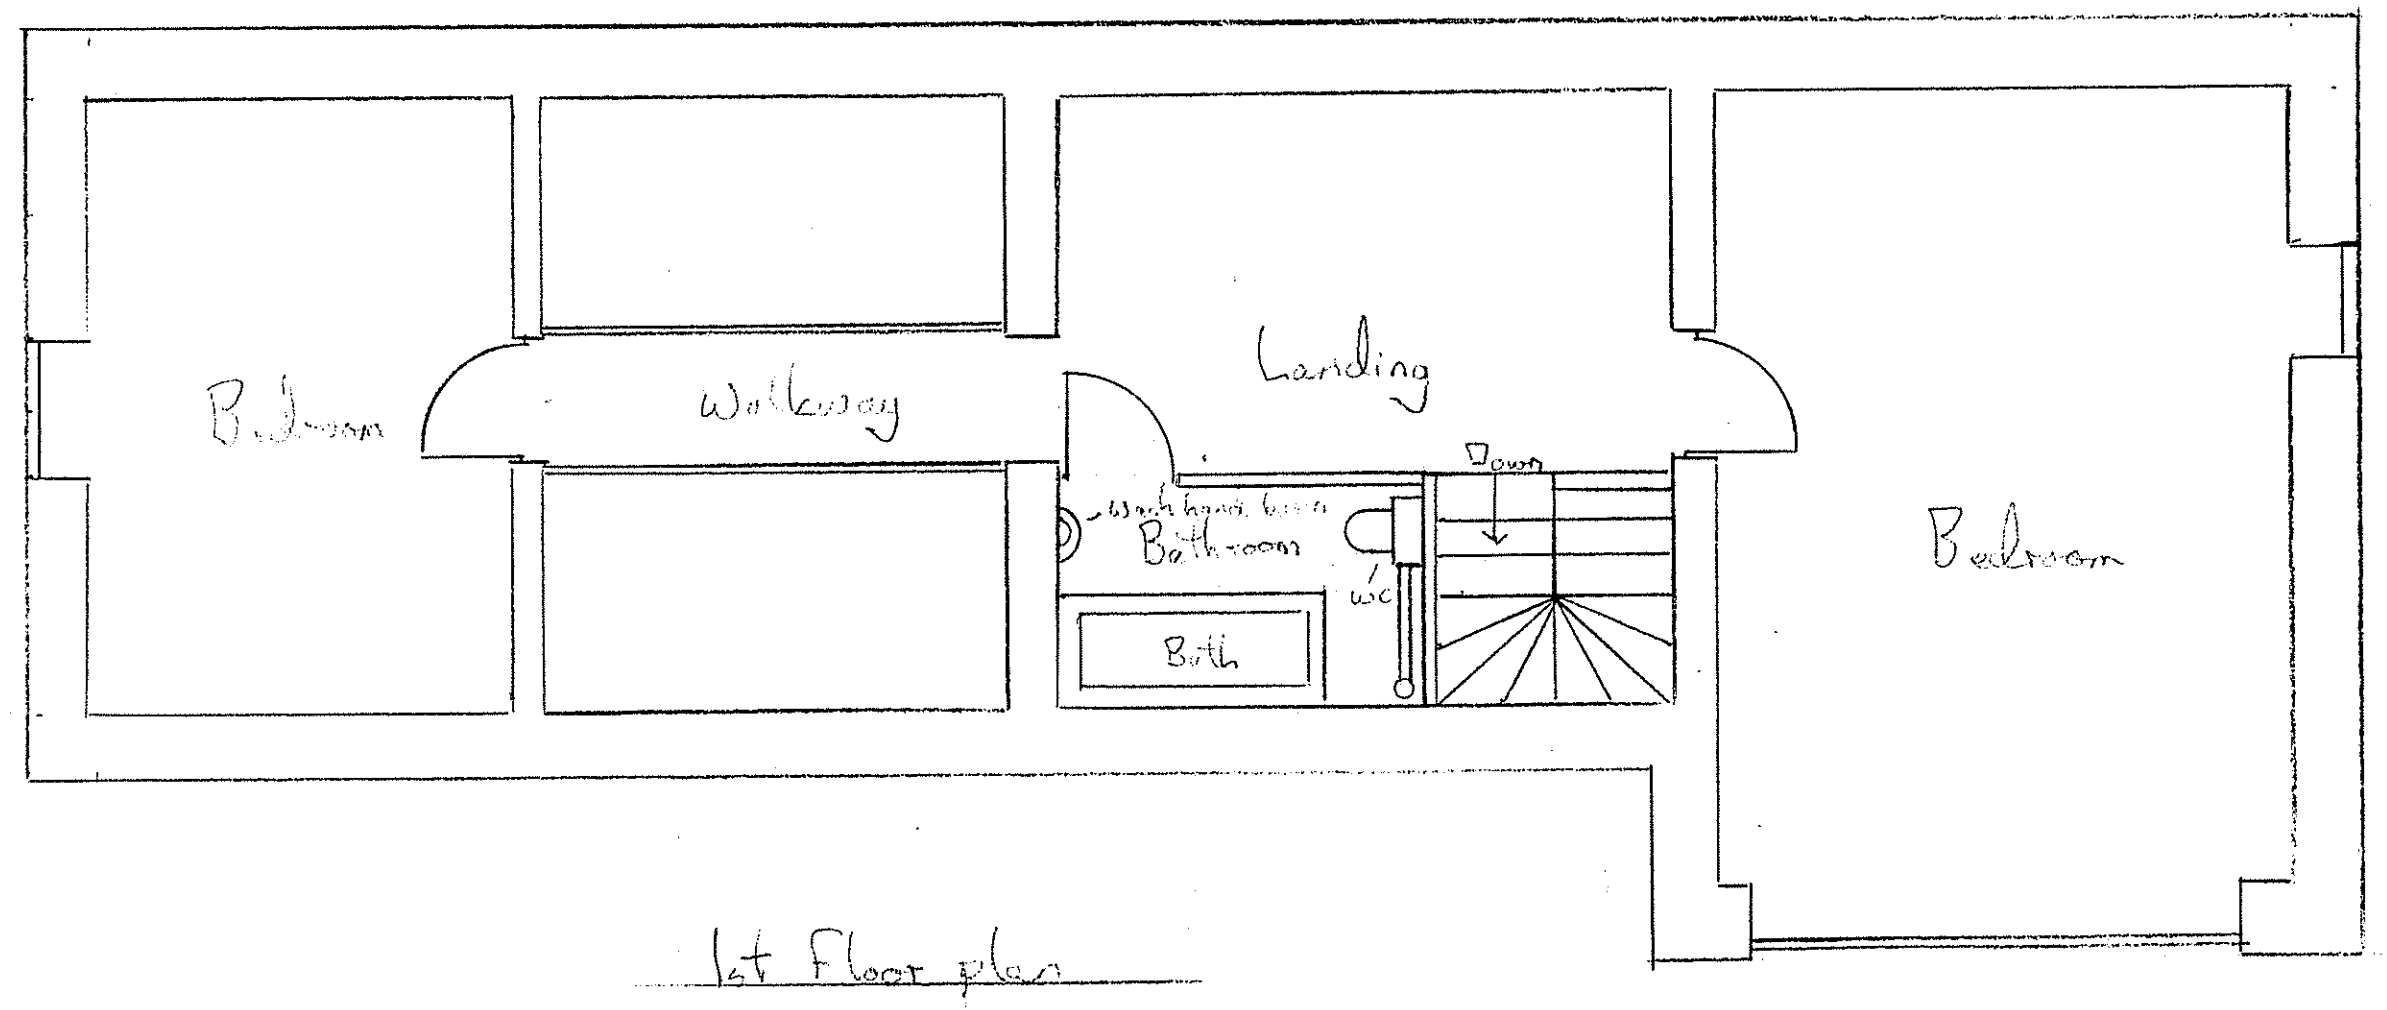 Landing
Bedroom
Walkway
Down
wash hand basin
Bathroom
Bedroom
WC
Bath
1st Floor plan